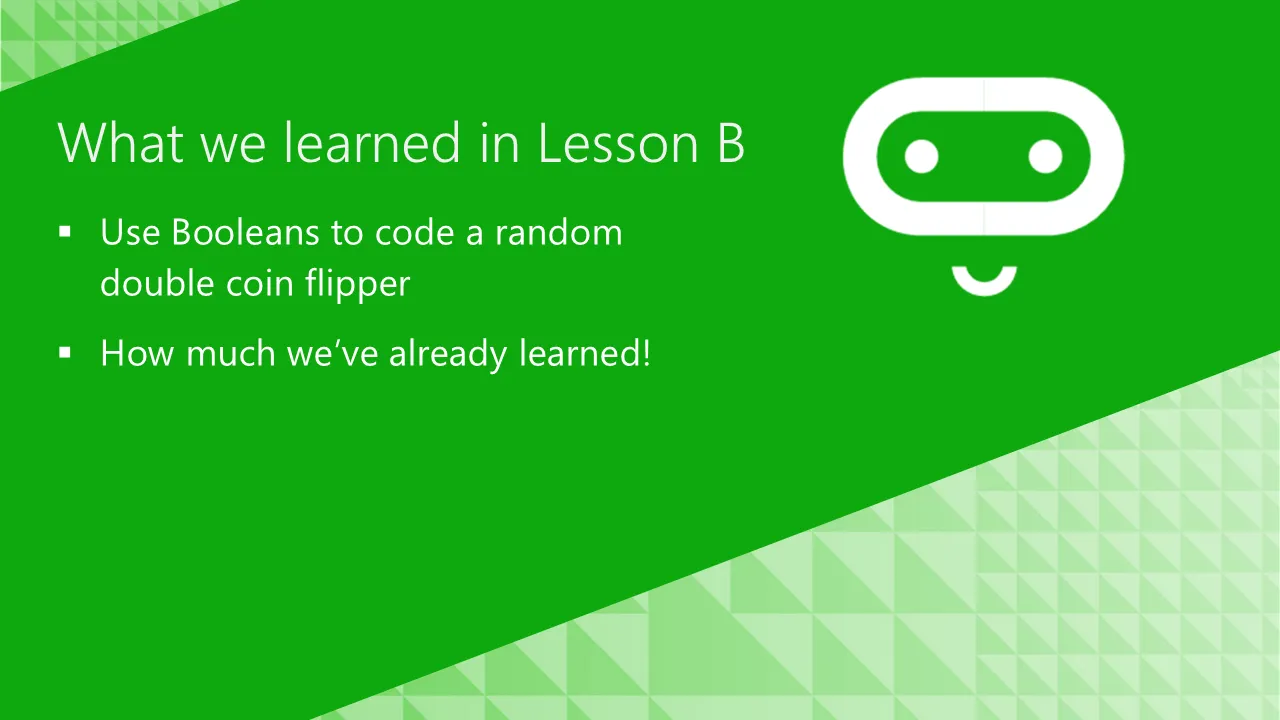 What we learned in Lesson B
▪ Use Booleans to code a random
double coin flipper
▪ How much we’ve already learned!